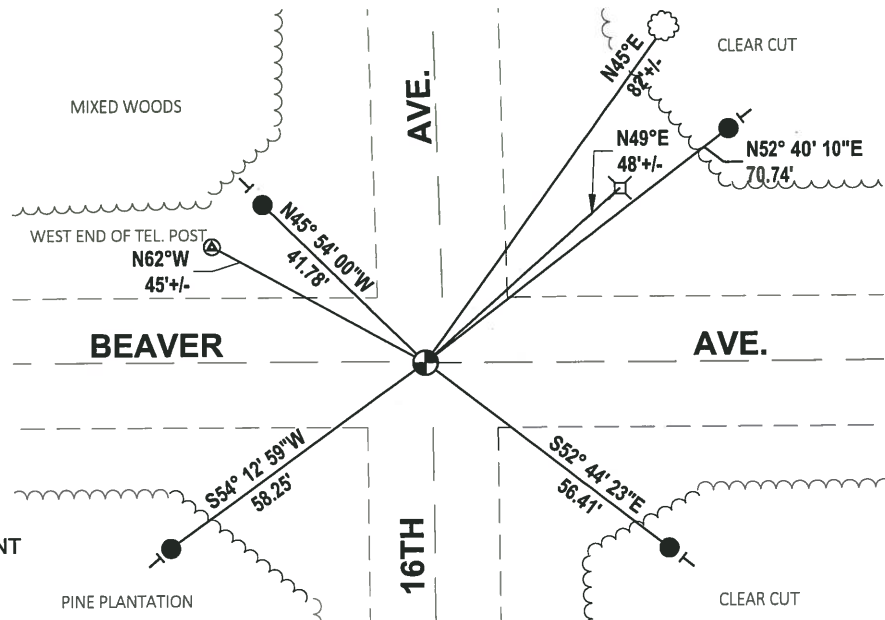 CLEAR CUT
N45°E
82'+/-
MIXED WOODS
AVE.
N49°E
48'+/-
N52° 40' 10"E
70.74'
N45° 54' 00"W
41.78'
WEST END OF TEL. POST
N62°W
45'+/-
BEAVER
AVE.
S54° 12' 59"W
58.25'
S52° 44' 23"E
56.41'
16TH
NT
PINE PLANTATION
CLEAR CUT